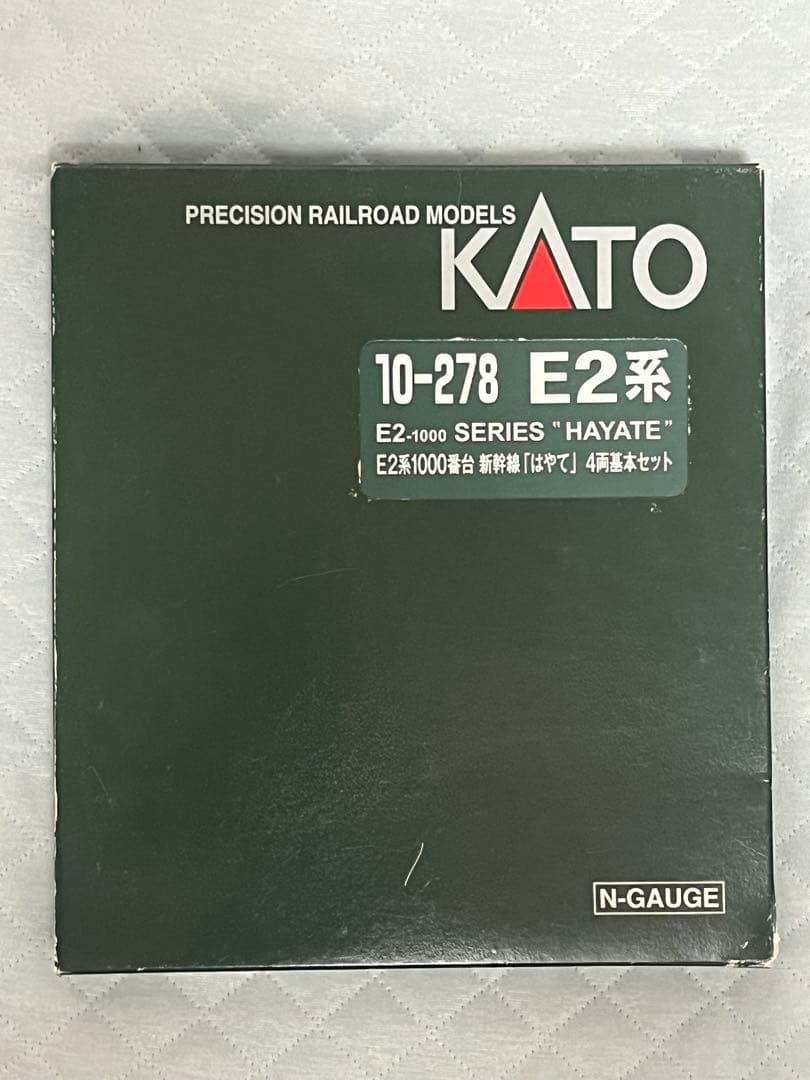 PRECISION RAILROAD MODELS
KATO
10-278 E2系
E2-1000 SERIES "HAYATE"
E2系1000番台 新幹線「はやて」 4両基本セット
N-GAUGE